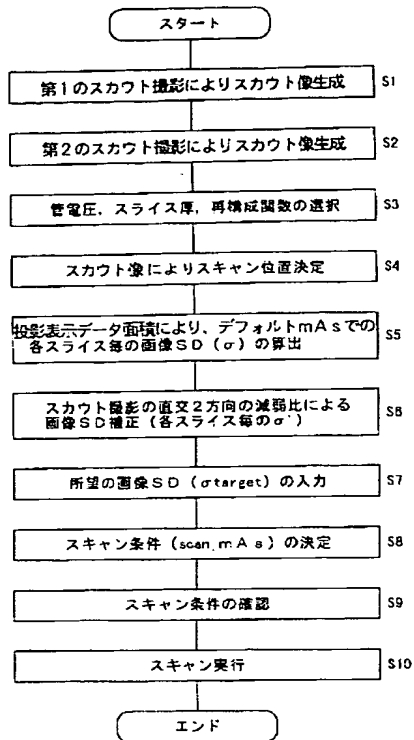 スタート
第1のスカウト撮影によりスカウト像生成 S1
第2のスカウト撮影によりスカウト像生成 S2
管電圧，スライス厚，再構成関数の選択 S3
スカウト像によりスキャン位置決定 S4
投影表示データ面積により、デフォルトmAsでの
各スライス毎の画像SD（σ）の算出 S5
スカウト撮影の直交2方向の減弱比による
画像SD補正（各スライス毎のσ'） S6
所望の画像SD（σtarget）の入力 S7
スキャン条件（scan.mAs）の決定 S8
スキャン条件の確認 S9
スキャン実行 S10
エンド